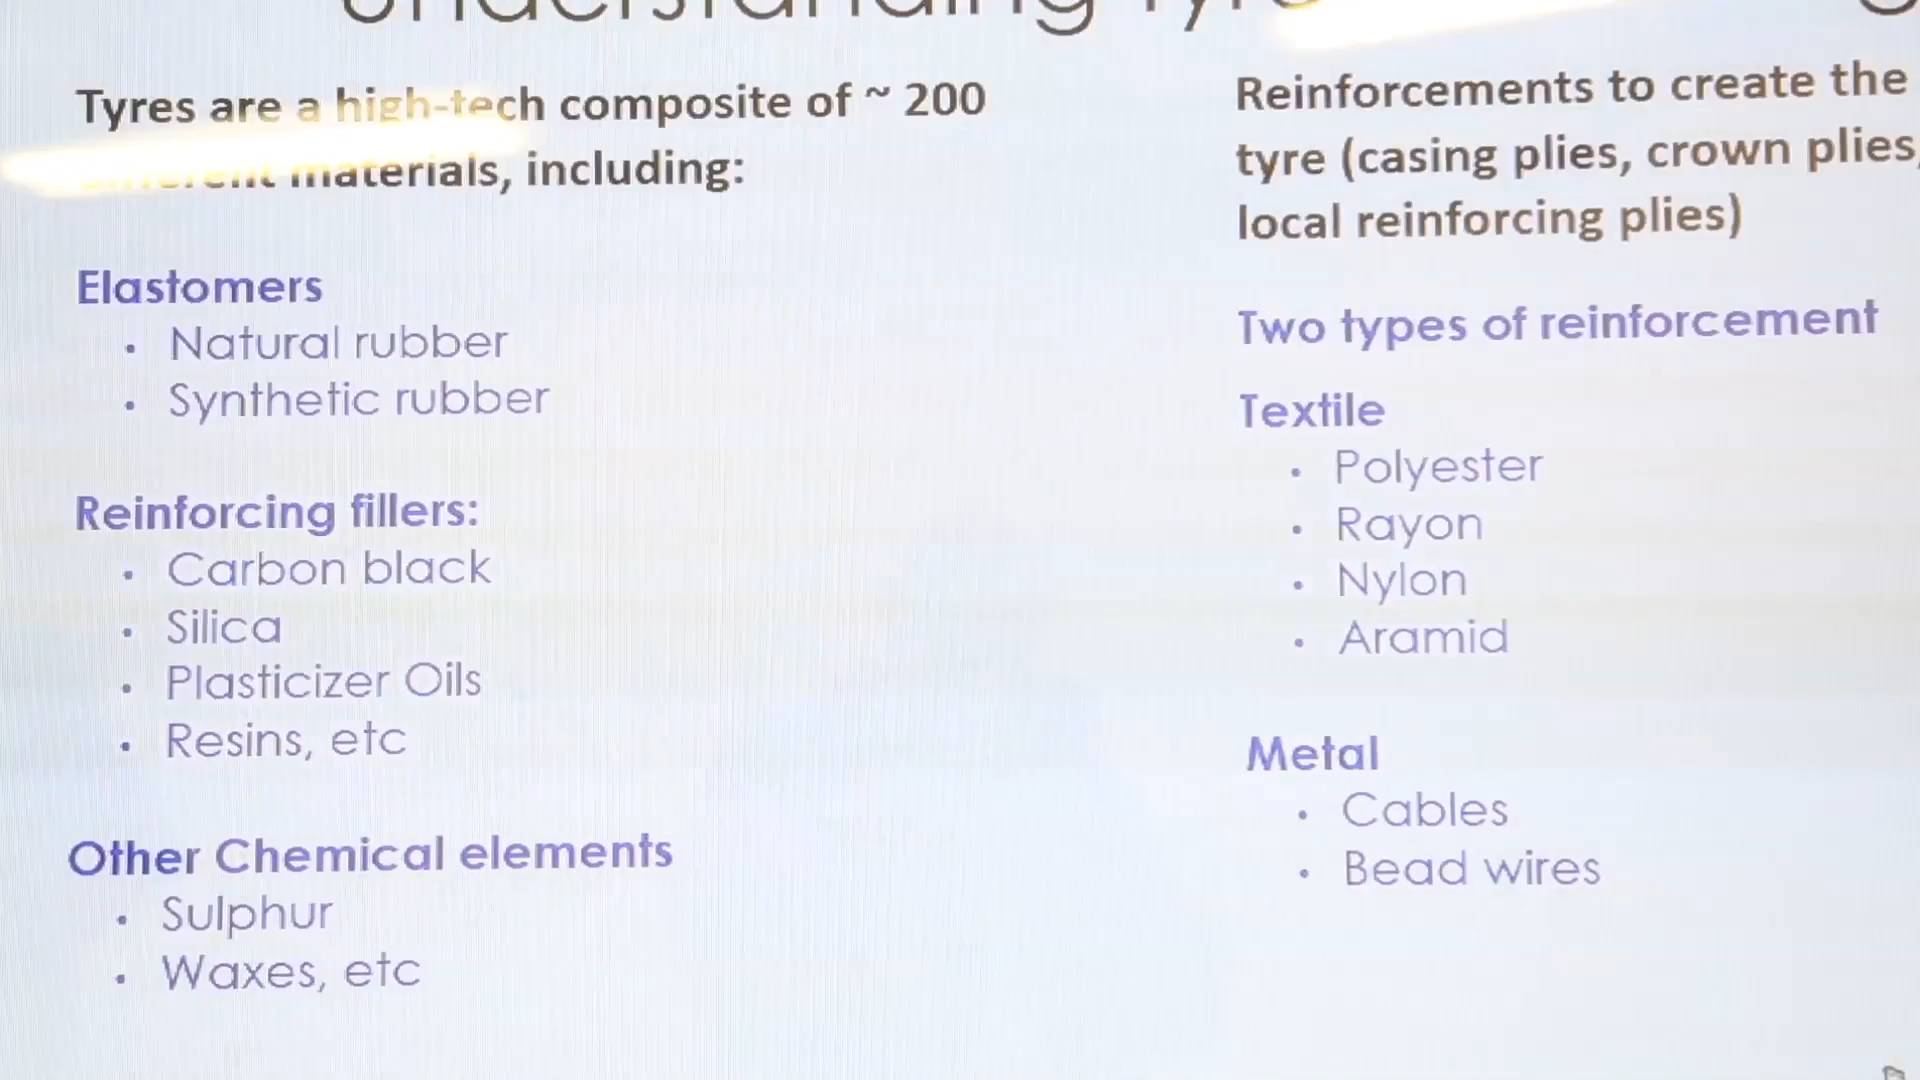 Understanding
Tyres are a high-tech composite of ~ 200
different materials, including:
Elastomers
• Natural rubber
• Synthetic rubber
Reinforcing fillers:
• Carbon black
• Silica
• Plasticizer Oils
• Resins, etc
Other Chemical elements
• Sulphur
• Waxes, etc
Reinforcements to create the
tyre (casing plies, crown plies,
local reinforcing plies)
Two types of reinforcement
Textile
• Polyester
• Rayon
• Nylon
• Aramid
Metal
• Cables
• Bead wires